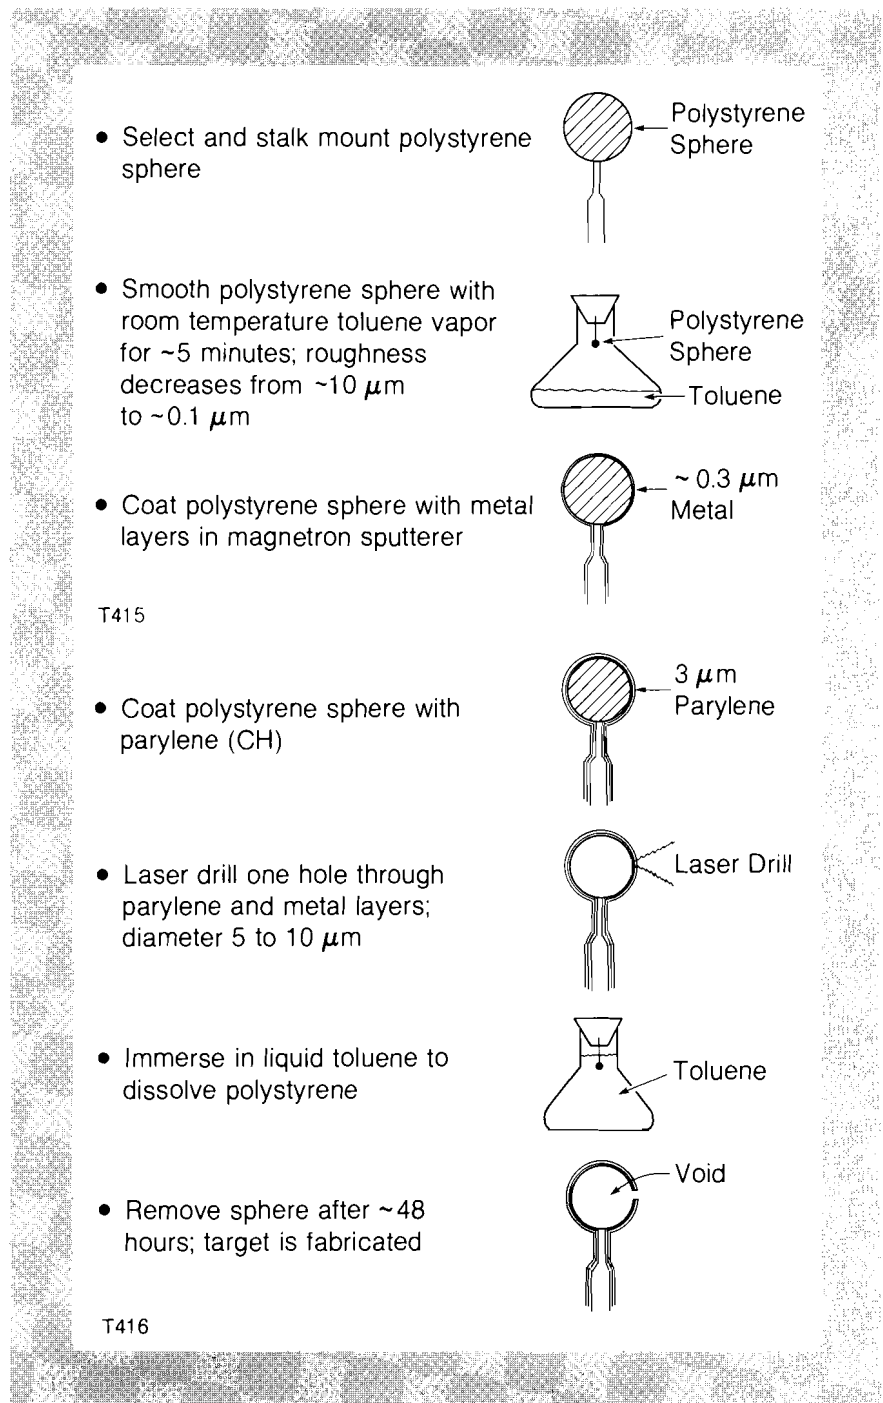 • Select and stalk mount polystyrene
sphere
Polystyrene
Sphere
• Smooth polystyrene sphere with
room temperature toluene vapor
for ~5 minutes; roughness
decreases from ~10 μm
to ~0.1 μm
Polystyrene
Sphere
Toluene
• Coat polystyrene sphere with metal
layers in magnetron sputterer
~ 0.3 μm
Metal
T415
• Coat polystyrene sphere with
parylene (CH)
3 μm
Parylene
• Laser drill one hole through
parylene and metal layers;
diameter 5 to 10 μm
Laser Drill
• Immerse in liquid toluene to
dissolve polystyrene
Toluene
• Remove sphere after ~48
hours; target is fabricated
Void
T416